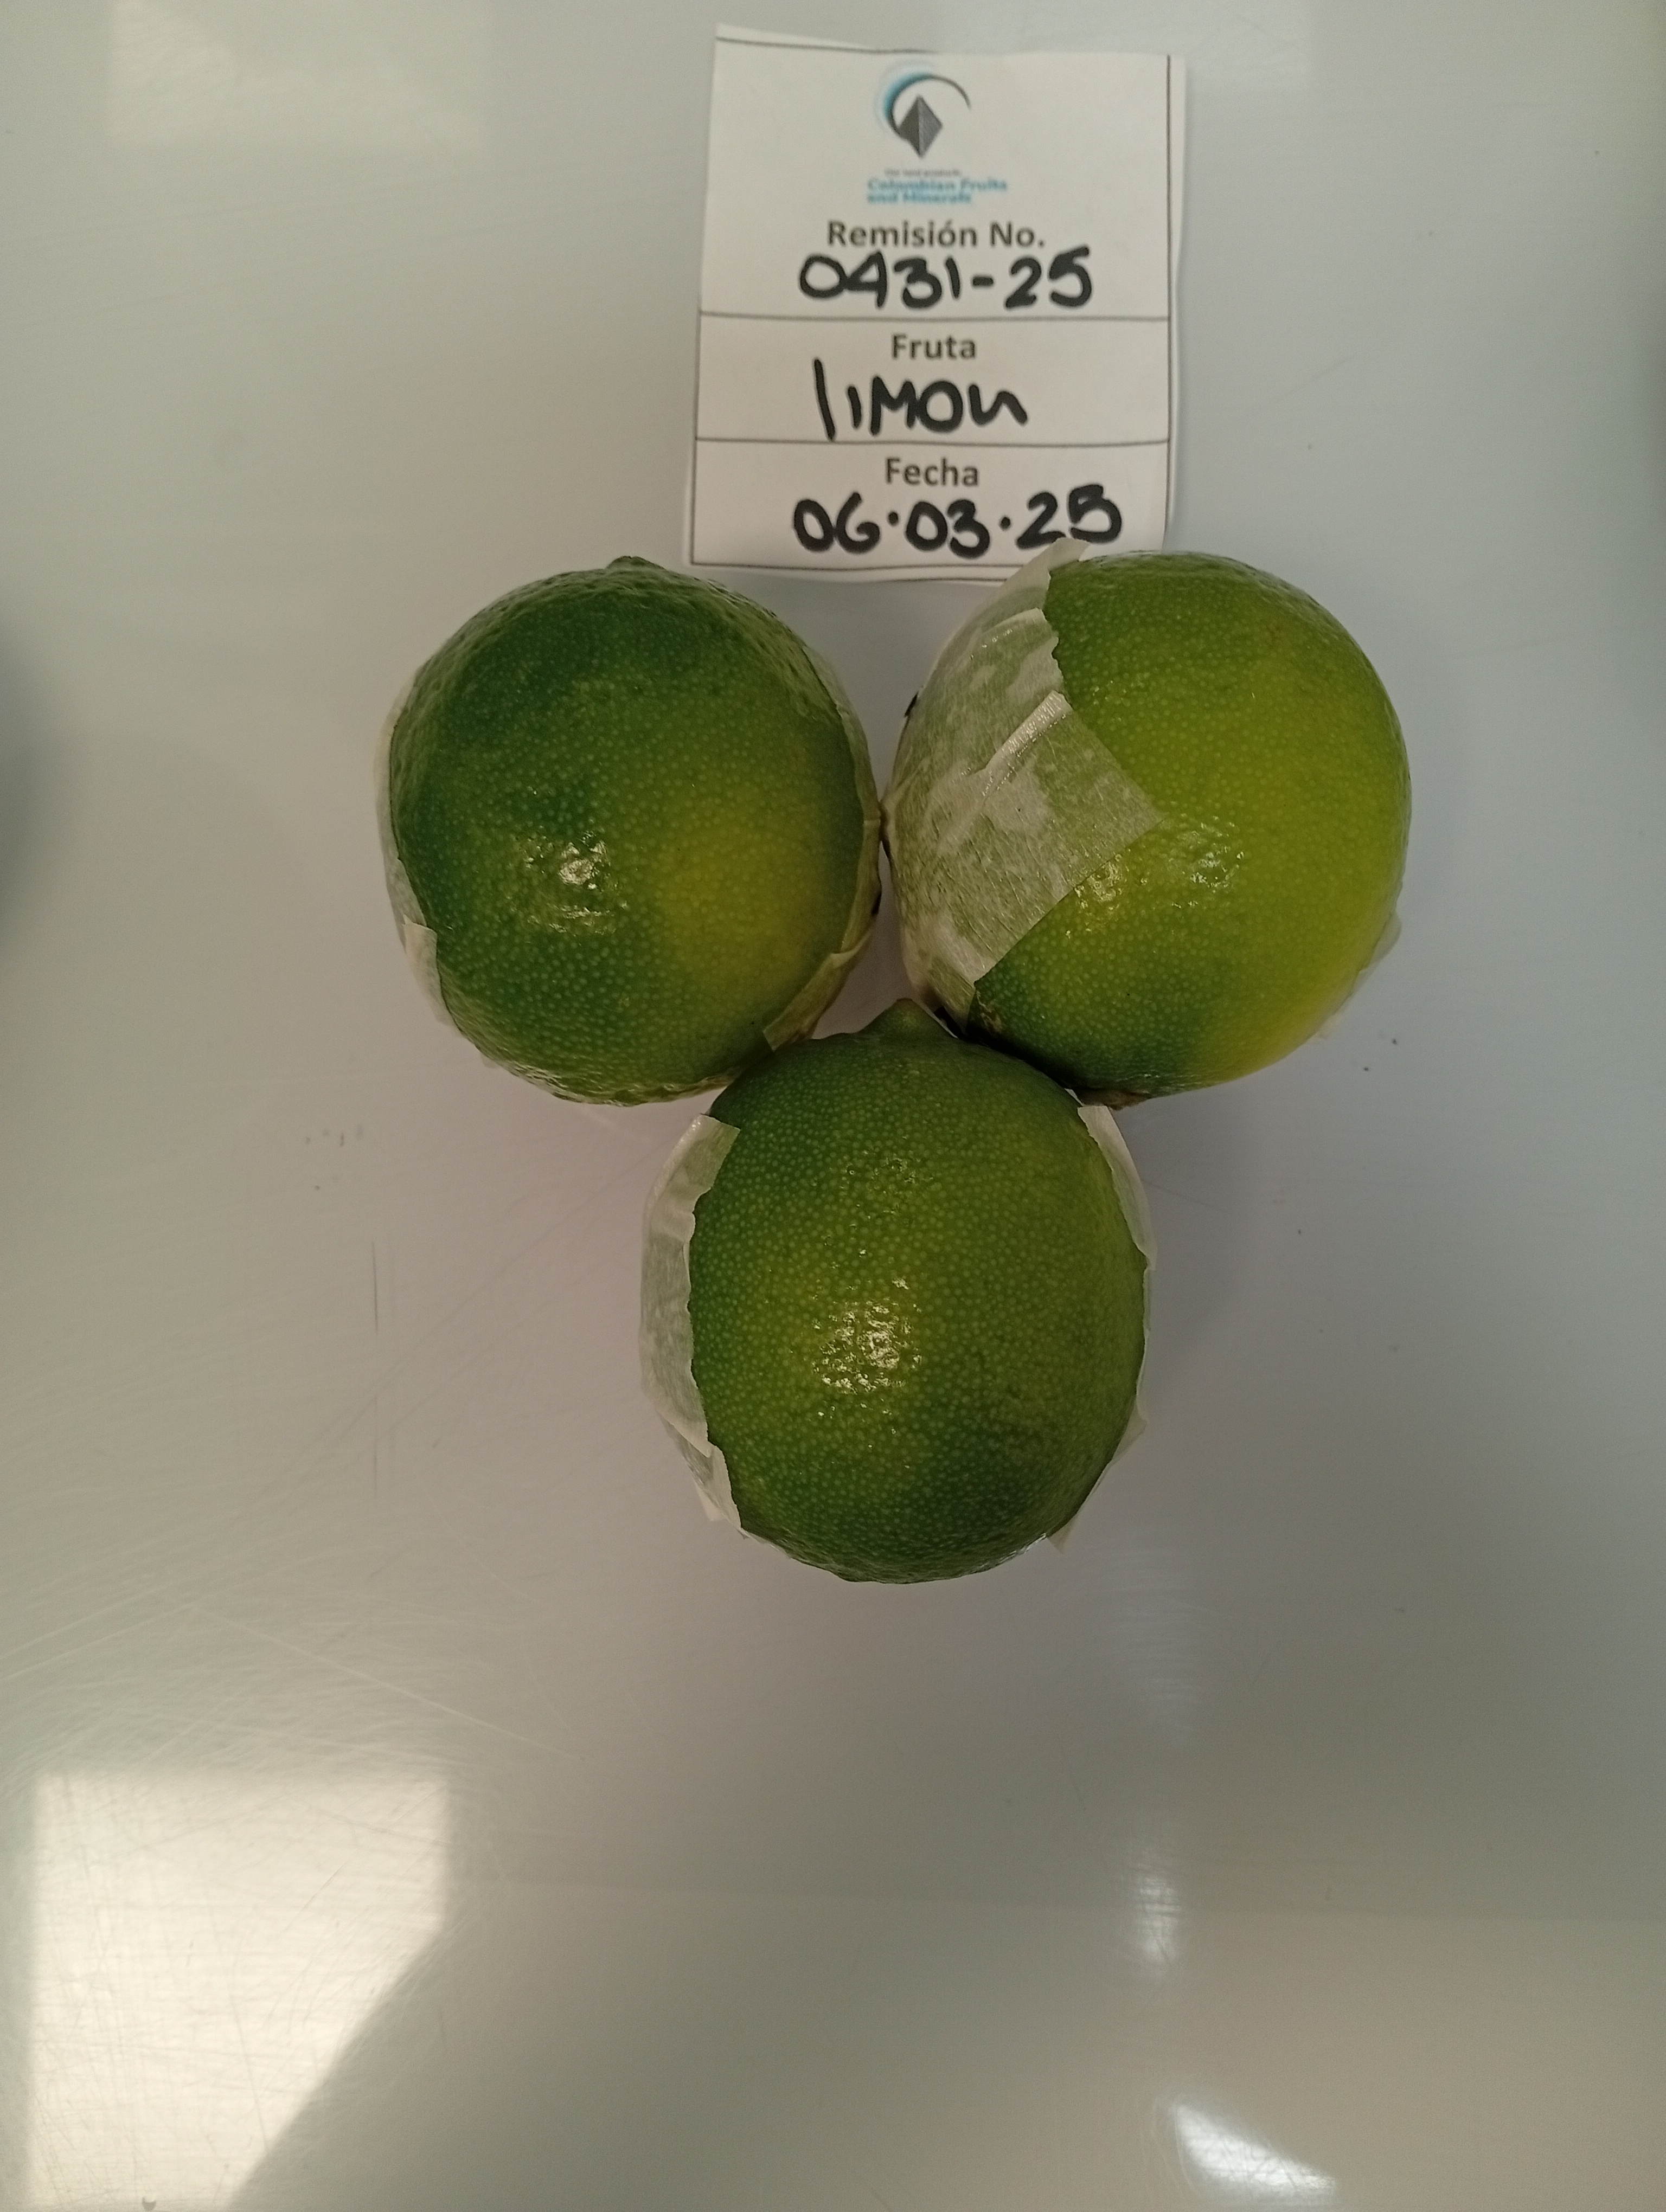 Colombian Fruits
and Minerals
Remisión No.
0431-25
Fruta
limon
Fecha
06.03.25